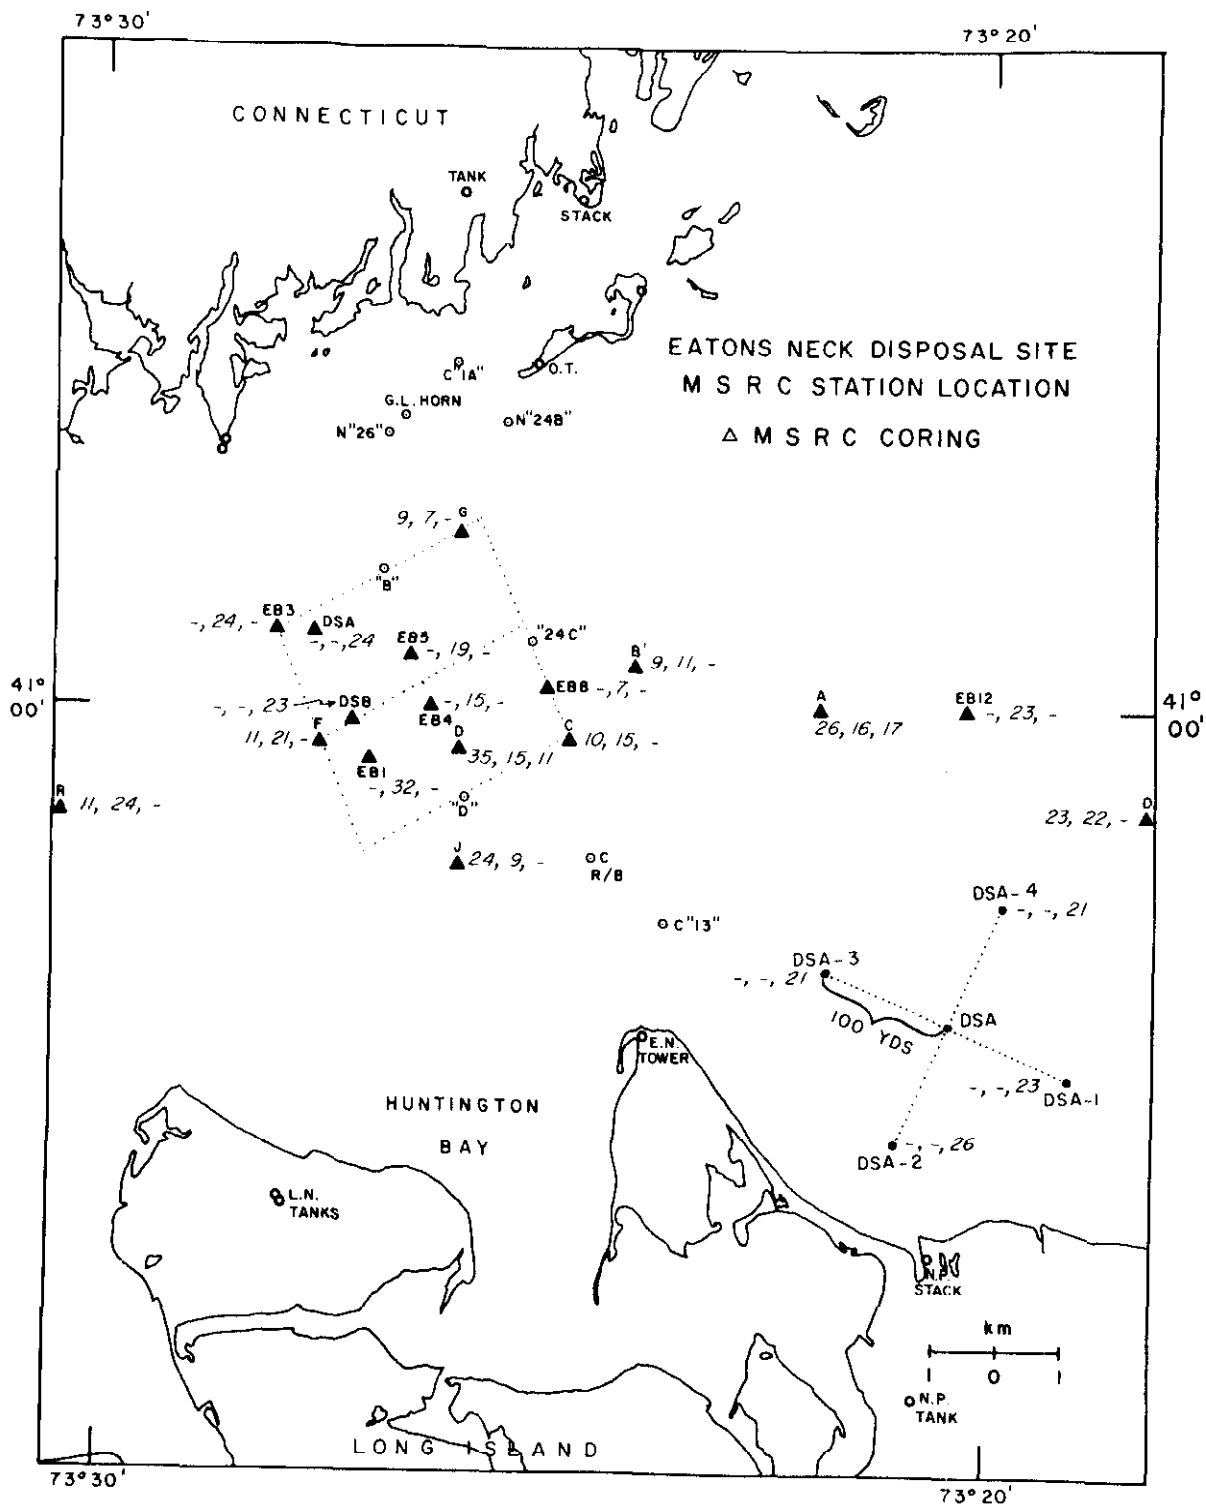 73°30'
73°20'
CONNECTICUT
TANK
STACK
EATONS NECK DISPOSAL SITE
MSRC STATION LOCATION
△ MSRC CORING
C"1A"
O.T.
G.L. HORN
N"26"
N"24B"
9, 7, - G
"B"
EB3
-, 24, -
DSA
-, -, 24
EB5
-, 19, -
"24C"
B'
9, 11, -
41°
00'
-, -, 23
DSB
EB4
-, 15, -
EB8 -, 7, -
A
26, 16, 17
EB12
-, 23, -
41°
00'
F
11, 21, -
EB1
-, 32, -
D
35, 15, 11
C
10, 15, -
"D"
R
11, 24, -
D
23, 22, -
J
24, 9, -
C
R/B
C"13"
DSA-4
-, -, 21
DSA-3
-, -, 21
100 YDS
DSA
-, -, 23
DSA-1
-, -, 26
DSA-2
E.N.
TOWER
HUNTINGTON
BAY
L.N.
TANKS
N.P.
STACK
km
1 0 1
N.P.
TANK
LONG ISLAND
73°30'
73°20'